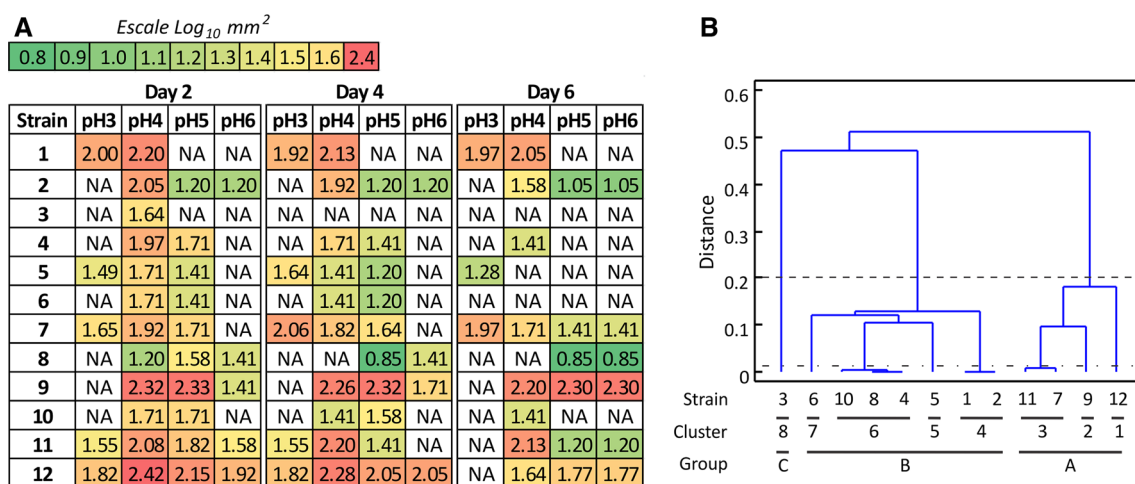 A
Escale Log10 mm2
0.8 0.9 1.0 1.1 1.2 1.3 1.4 1.5 1.6 2.4
Day 2 Day 4 Day 6
Strain pH3 pH4 pH5 pH6 pH3 pH4 pH5 pH6 pH3 pH4 pH5 pH6
1 2.00 2.20 NA NA 1.92 2.13 NA NA 1.97 2.05 NA NA
2 NA 2.05 1.20 1.20 NA 1.92 1.20 1.20 NA 1.58 1.05 1.05
3 NA 1.64 NA NA NA NA NA NA NA NA NA NA
4 NA 1.97 1.71 NA NA 1.71 1.41 NA NA 1.41 NA NA
5 1.49 1.71 1.41 NA 1.64 1.41 1.20 NA 1.28 NA NA NA
6 NA 1.71 1.41 NA NA 1.41 1.20 NA NA NA NA NA
7 1.65 1.92 1.71 NA 2.06 1.82 1.64 NA 1.97 1.71 1.41 1.41
8 NA 1.20 1.58 1.41 NA NA 0.85 1.41 NA NA 0.85 0.85
9 NA 2.32 2.33 1.41 NA 2.26 2.32 1.71 NA 2.20 2.30 2.30
10 NA 1.71 1.71 NA NA 1.41 1.58 NA NA 1.41 NA NA
11 1.55 2.08 1.82 1.58 1.55 2.20 1.41 NA NA 2.13 1.20 1.20
12 1.82 2.42 2.15 1.92 1.82 2.28 2.05 2.05 NA 1.64 1.77 1.77
B
Distance
0.6
0.5
0.4
0.3
0.2
0.1
0
Strain 3 6 10 8 4 5 1 2 11 7 9 12
Cluster 8 7 6 5 4 3 2 1
Group C B A